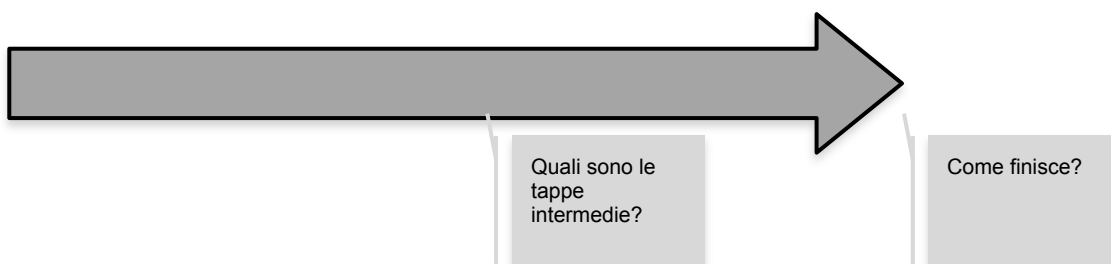 Quali sono le
tappe
intermedie?
Come finisce?